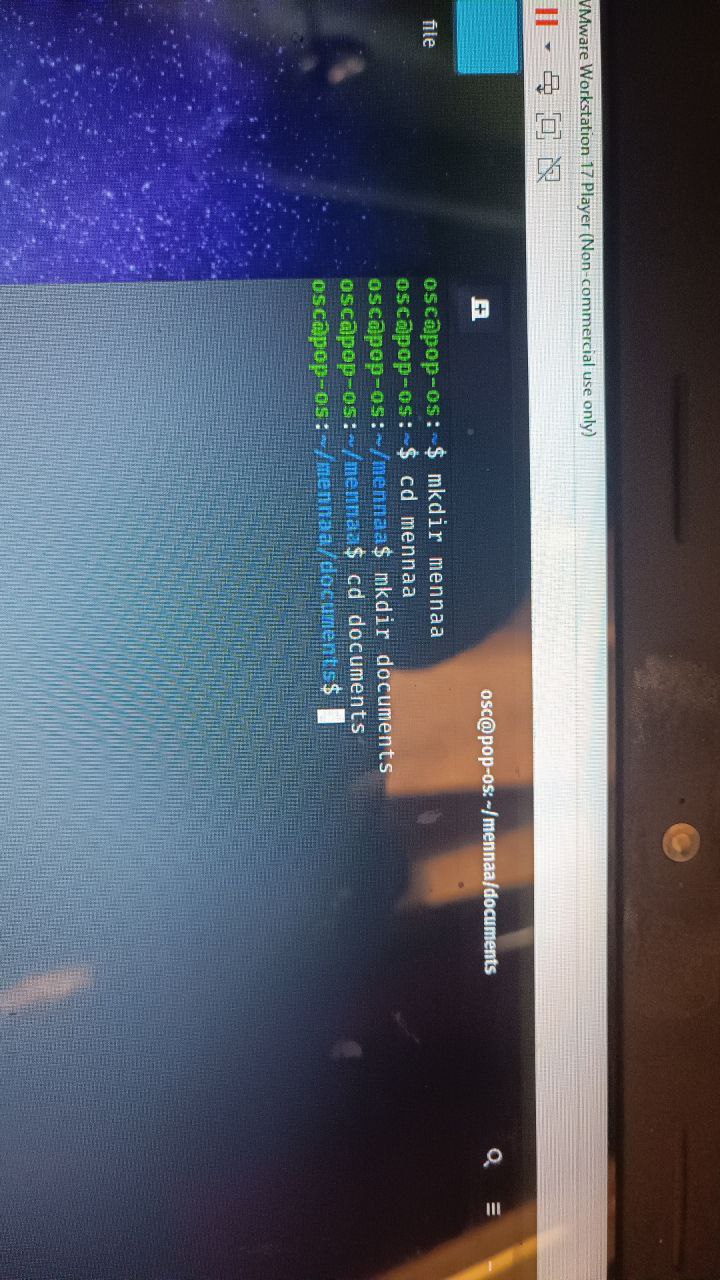 VMware Workstation 17 Player (Non-commercial use only)
file
osc@pop-os: ~/mennaa/documents
osc@pop-os:~$ mkdir mennaa
osc@pop-os:~$ cd mennaa
osc@pop-os:~/mennaa$ mkdir documents
osc@pop-os:~/mennaa$ cd documents
osc@pop-os:~/mennaa/documents$